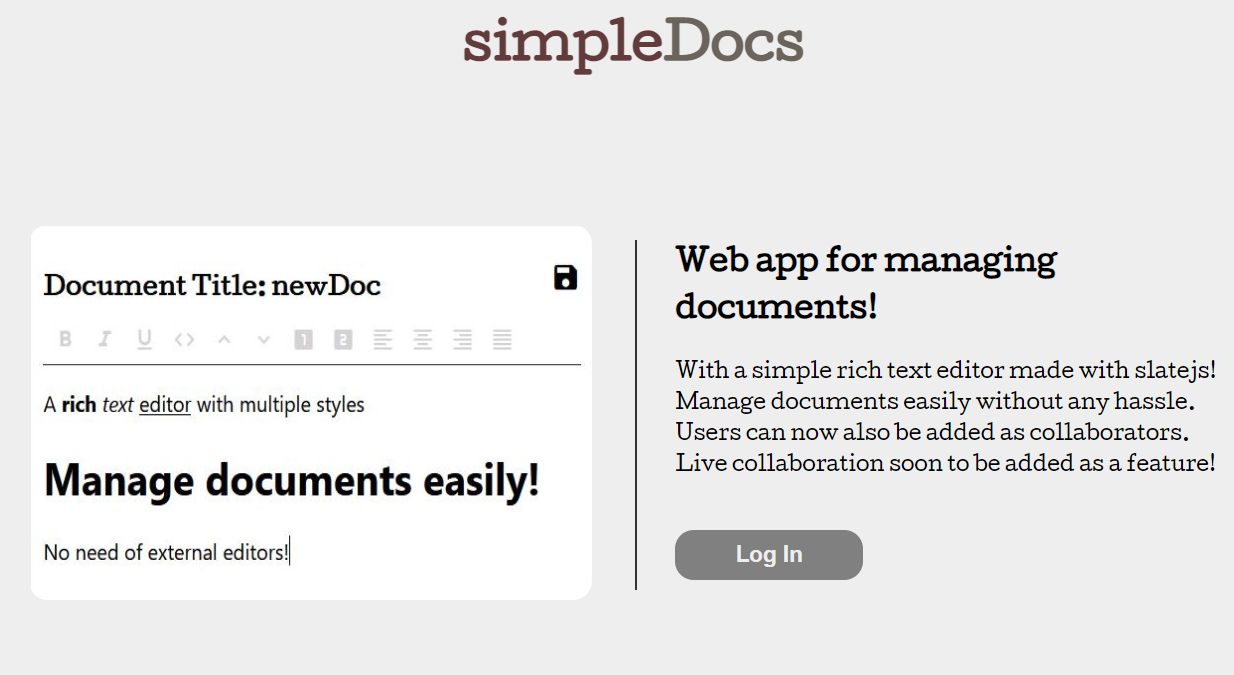 simpleDocs
Document Title: newDoc
B I U <> 1 2
A rich text editor with multiple styles
Manage documents easily!
No need of external editors!
Web app for managing
documents!
With a simple rich text editor made with slatejs!
Manage documents easily without any hassle.
Users can now also be added as collaborators.
Live collaboration soon to be added as a feature!
Log In